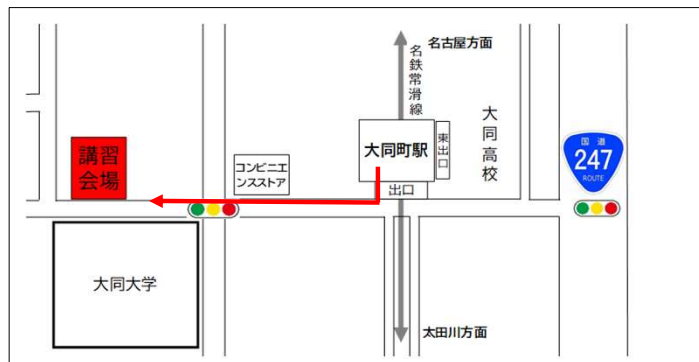 名古屋方面
名鉄常滑線
大同高校
国道
247
ROUTE
講習
会場
コンビニエ
ンスストア
大同町駅
東出口
出口
大同大学
太田川方面